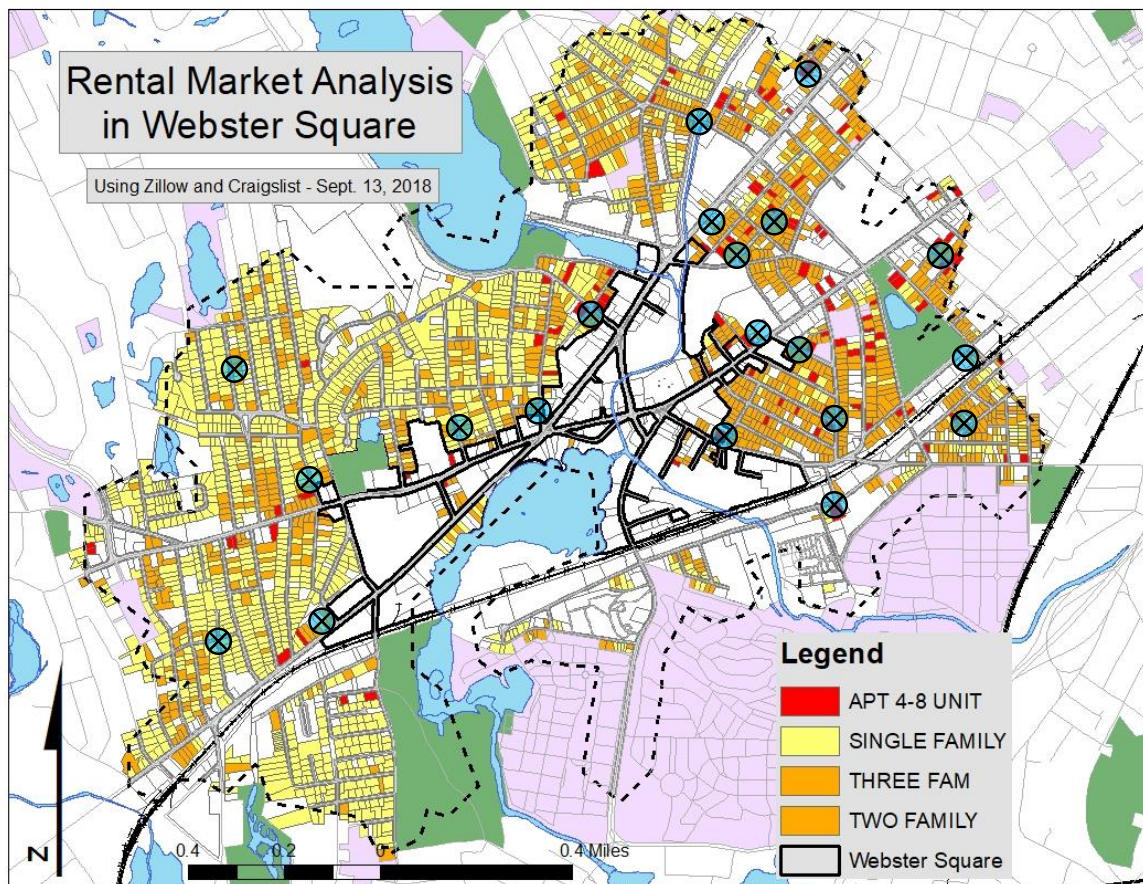 Rental Market Analysis
in Webster Square
Using Zillow and Craigslist - Sept. 13, 2018
Legend
APT 4-8 UNIT
SINGLE FAMILY
THREE FAM
TWO FAMILY
Webster Square
N
0.4 0.2 0 0.4 Miles